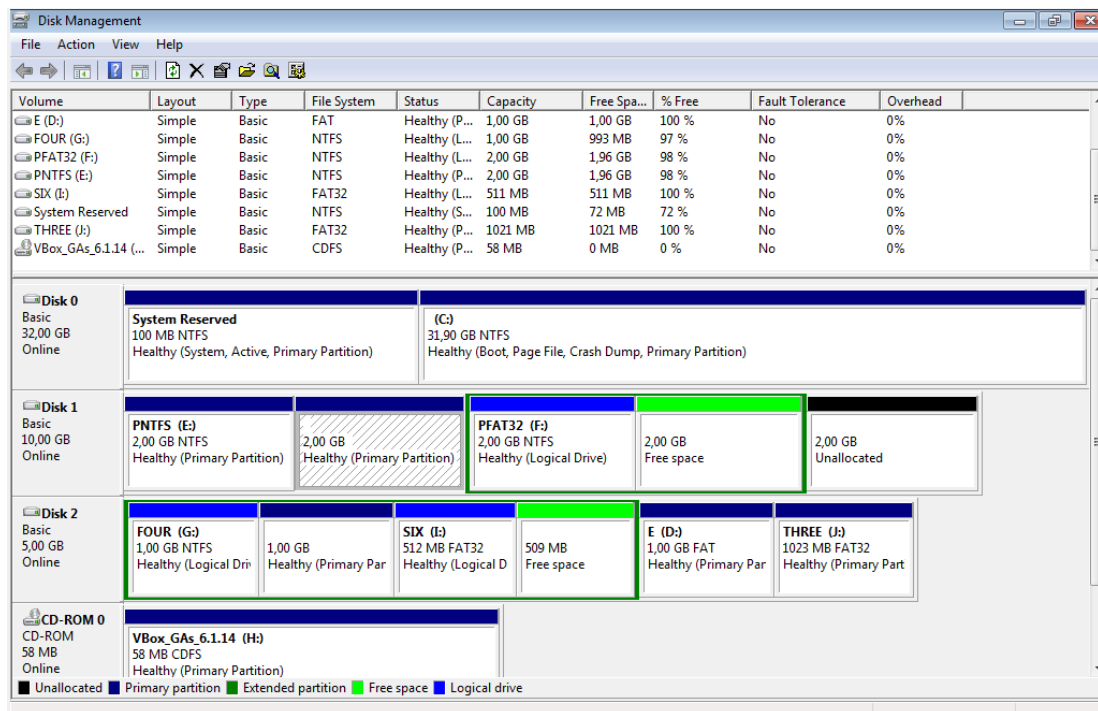 Disk Management
File Action View Help
Volume Layout Type File System Status Capacity Free Spa... % Free Fault Tolerance Overhead
E (D:) Simple Basic FAT Healthy (P... 1,00 GB 1,00 GB 100 % No 0%
FOUR (G:) Simple Basic NTFS Healthy (L... 1,00 GB 993 MB 97 % No 0%
PFAT32 (F:) Simple Basic NTFS Healthy (L... 2,00 GB 1,96 GB 98 % No 0%
PNTFS (E:) Simple Basic NTFS Healthy (P... 2,00 GB 1,96 GB 98 % No 0%
SIX (I:) Simple Basic FAT32 Healthy (L... 511 MB 511 MB 100 % No 0%
System Reserved Simple Basic NTFS Healthy (S... 100 MB 72 MB 72 % No 0%
THREE (J:) Simple Basic FAT32 Healthy (P... 1021 MB 1021 MB 100 % No 0%
VBox_GAs_6.1.14 (... Simple Basic CDFS Healthy (P... 58 MB 0 MB 0 % No 0%
Disk 0
Basic
32,00 GB
Online
System Reserved
100 MB NTFS
Healthy (System, Active, Primary Partition)
(C:)
31,90 GB NTFS
Healthy (Boot, Page File, Crash Dump, Primary Partition)
Disk 1
Basic
10,00 GB
Online
PNTFS (E:)
2,00 GB NTFS
Healthy (Primary Partition)
2,00 GB
Healthy (Primary Partition)
PFAT32 (F:)
2,00 GB NTFS
Healthy (Logical Drive)
2,00 GB
Free space
2,00 GB
Unallocated
Disk 2
Basic
5,00 GB
Online
FOUR (G:)
1,00 GB NTFS
Healthy (Logical Dri
1,00 GB
Healthy (Primary Par
SIX (I:)
512 MB FAT32
Healthy (Logical D
509 MB
Free space
E (D:)
1,00 GB FAT
Healthy (Primary Par
THREE (J:)
1023 MB FAT32
Healthy (Primary Part
CD-ROM 0
CD-ROM
58 MB
Online
VBox_GAs_6.1.14 (H:)
58 MB CDFS
Healthy (Primary Partition)
Unallocated Primary partition Extended partition Free space Logical drive